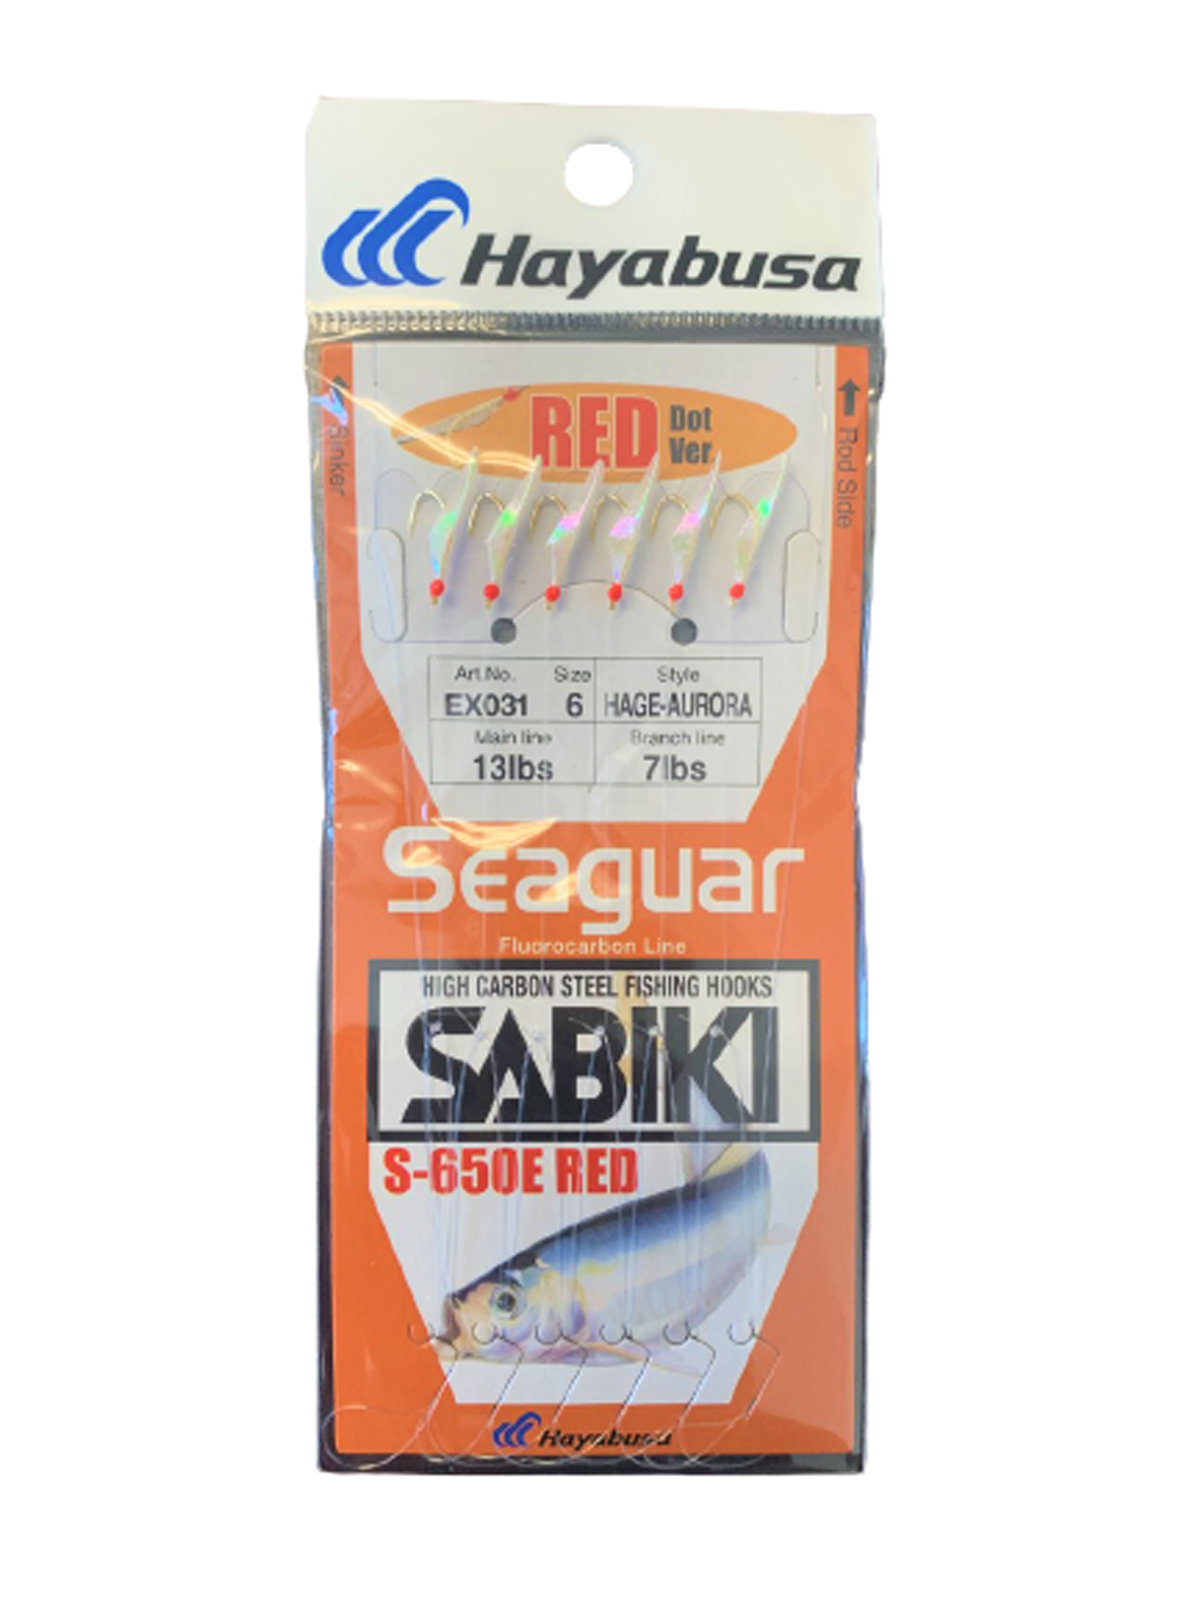 Hayabusa
RED Dot Ver.
Sinker
Rod Side
Art.No. Size Style
EX031 6 HAGE-AURORA
Main line Branch line
13lbs 7lbs
Seaguar
Fluorocarbon Line
HIGH CARBON STEEL FISHING HOOKS
SABIKI
S-650E RED
Hayabusa